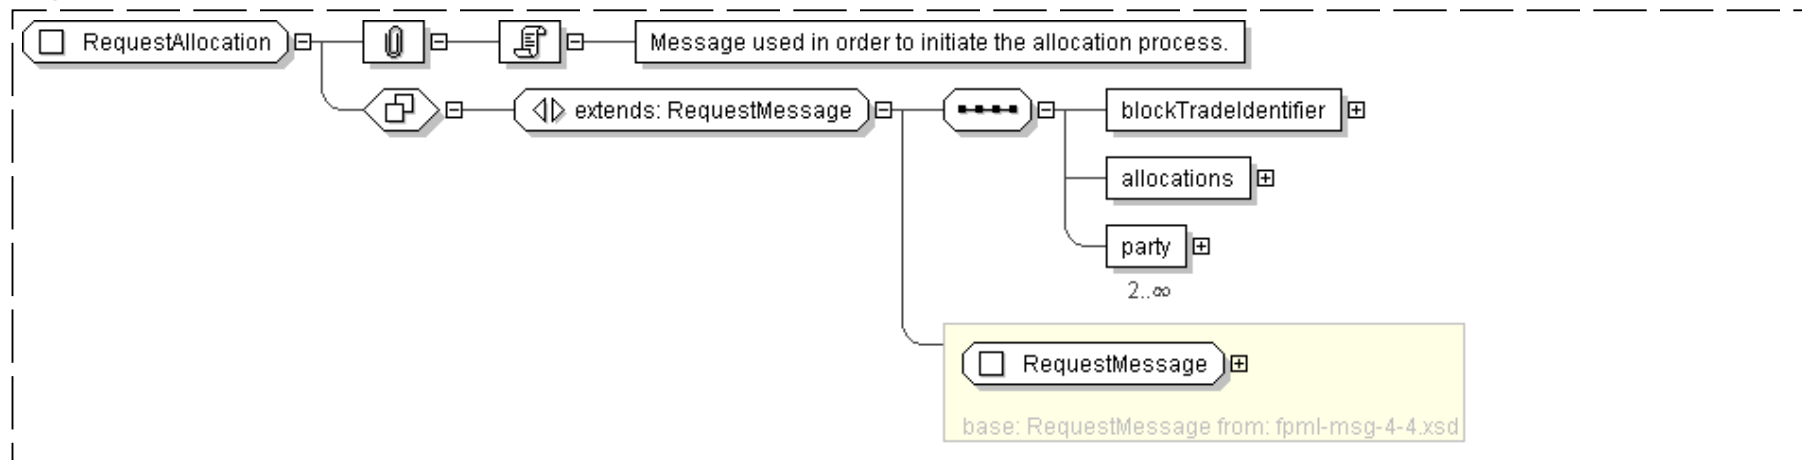 RequestAllocation
Message used in order to initiate the allocation process.
extends: RequestMessage
blockTradeIdentifier
allocations
party
2..∞
RequestMessage
base: RequestMessage from: fpml-msg-4-4.xsd